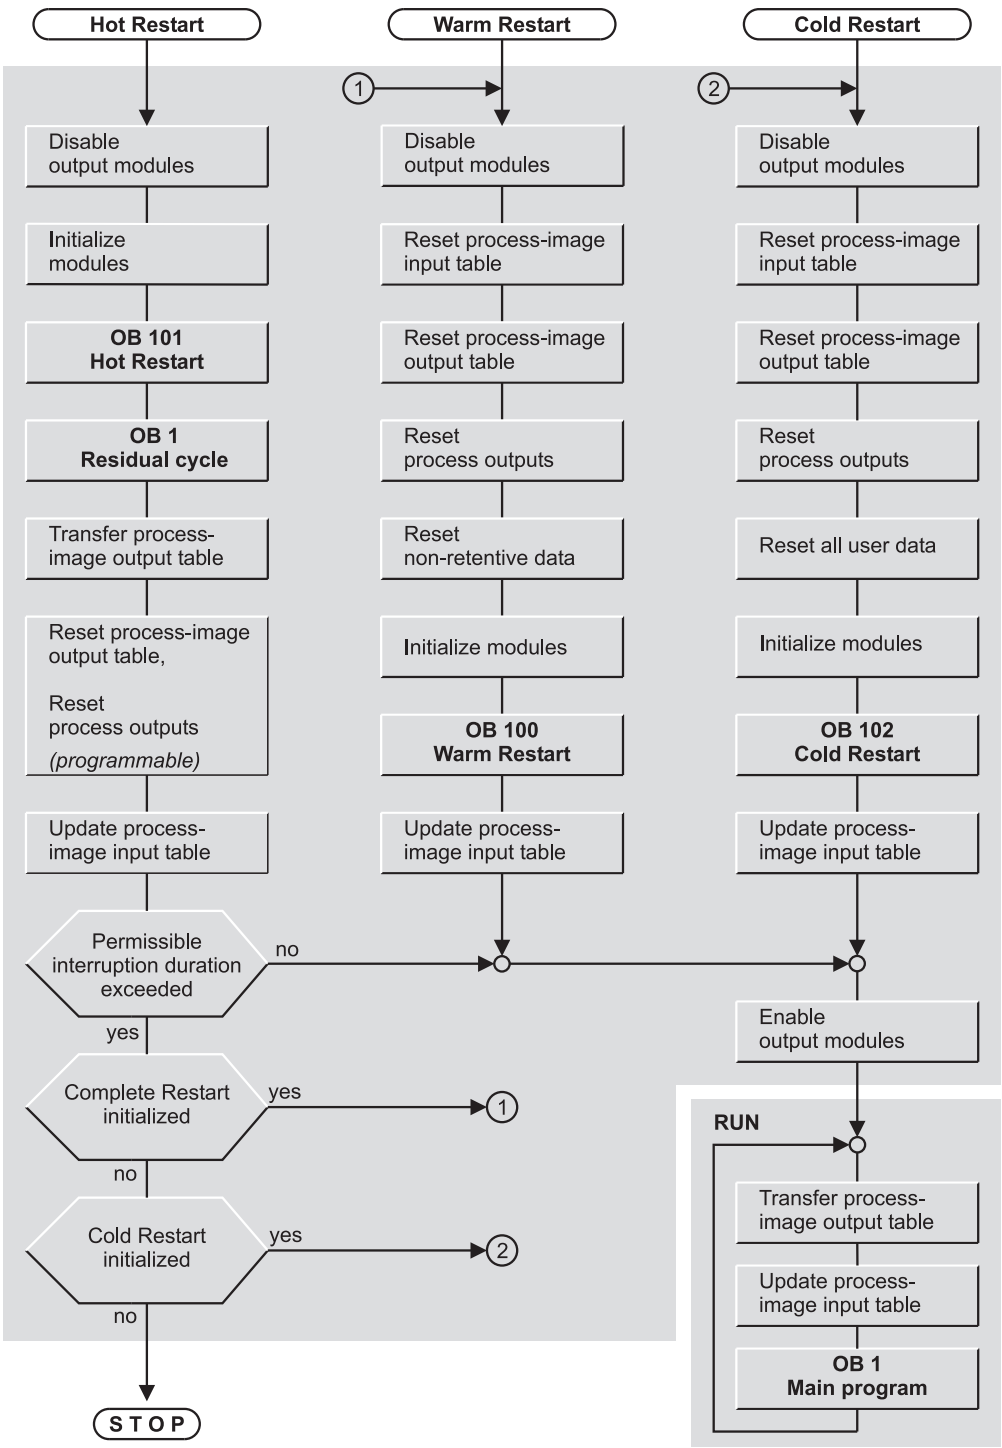 Hot Restart
Disable
output modules
Initialize
modules
OB 101
Hot Restart
OB 1
Residual cycle
Transfer process-
image output table
Reset process-image
output table,
Reset
process outputs
(programmable)
Update process-
image input table
Permissible
interruption duration
exceeded
no
yes
Complete Restart
initialized
yes
1
no
Cold Restart
initialized
yes
2
no
S T O P
Warm Restart
1
Disable
output modules
Reset process-image
input table
Reset process-image
output table
Reset
process outputs
Reset
non-retentive data
Initialize modules
OB 100
Warm Restart
Update process-
image input table
Cold Restart
2
Disable
output modules
Reset process-image
input table
Reset process-image
output table
Reset
process outputs
Reset all user data
Initialize modules
OB 102
Cold Restart
Update process-
image input table
Enable
output modules
RUN
Transfer process-
image output table
Update process-
image input table
OB 1
Main program